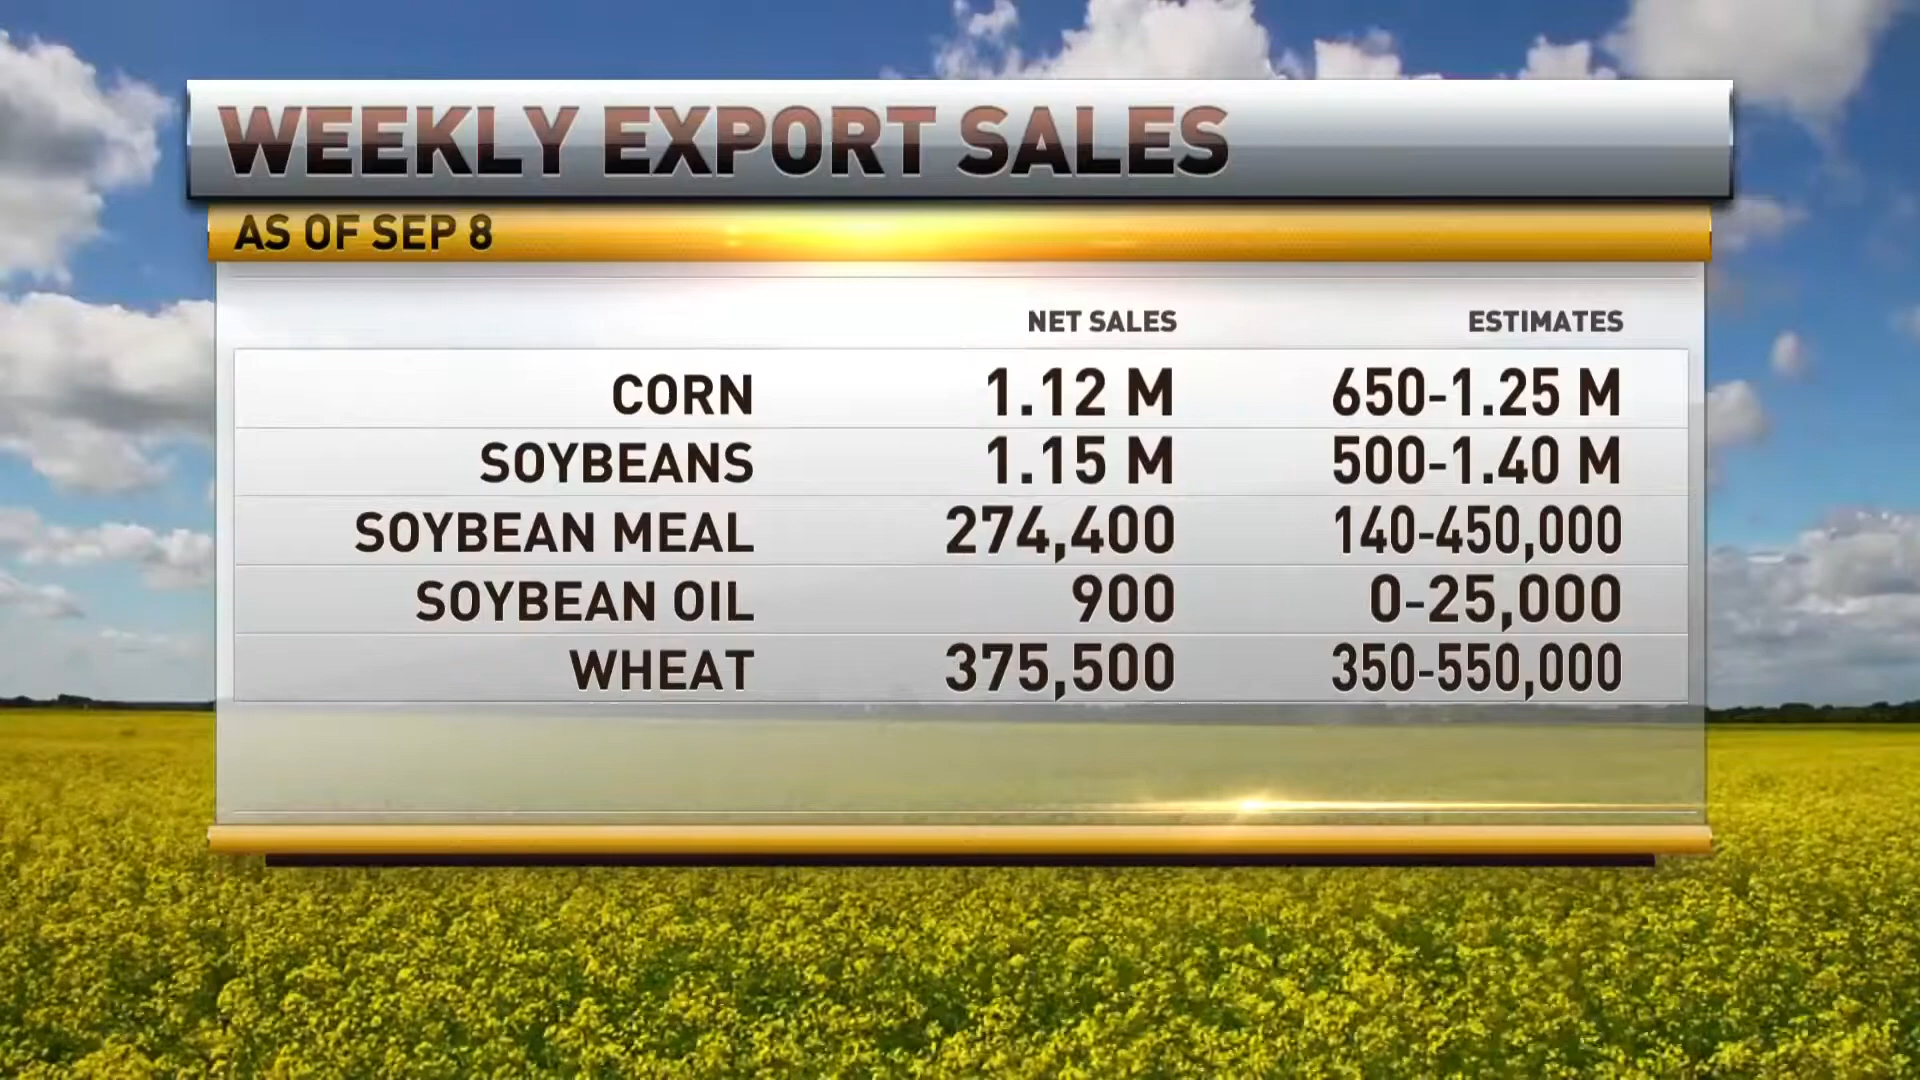 WEEKLY EXPORT SALES
AS OF SEP 8
NET SALES ESTIMATES
CORN 1.12 M 650-1.25 M
SOYBEANS 1.15 M 500-1.40 M
SOYBEAN MEAL 274,400 140-450,000
SOYBEAN OIL 900 0-25,000
WHEAT 375,500 350-550,000